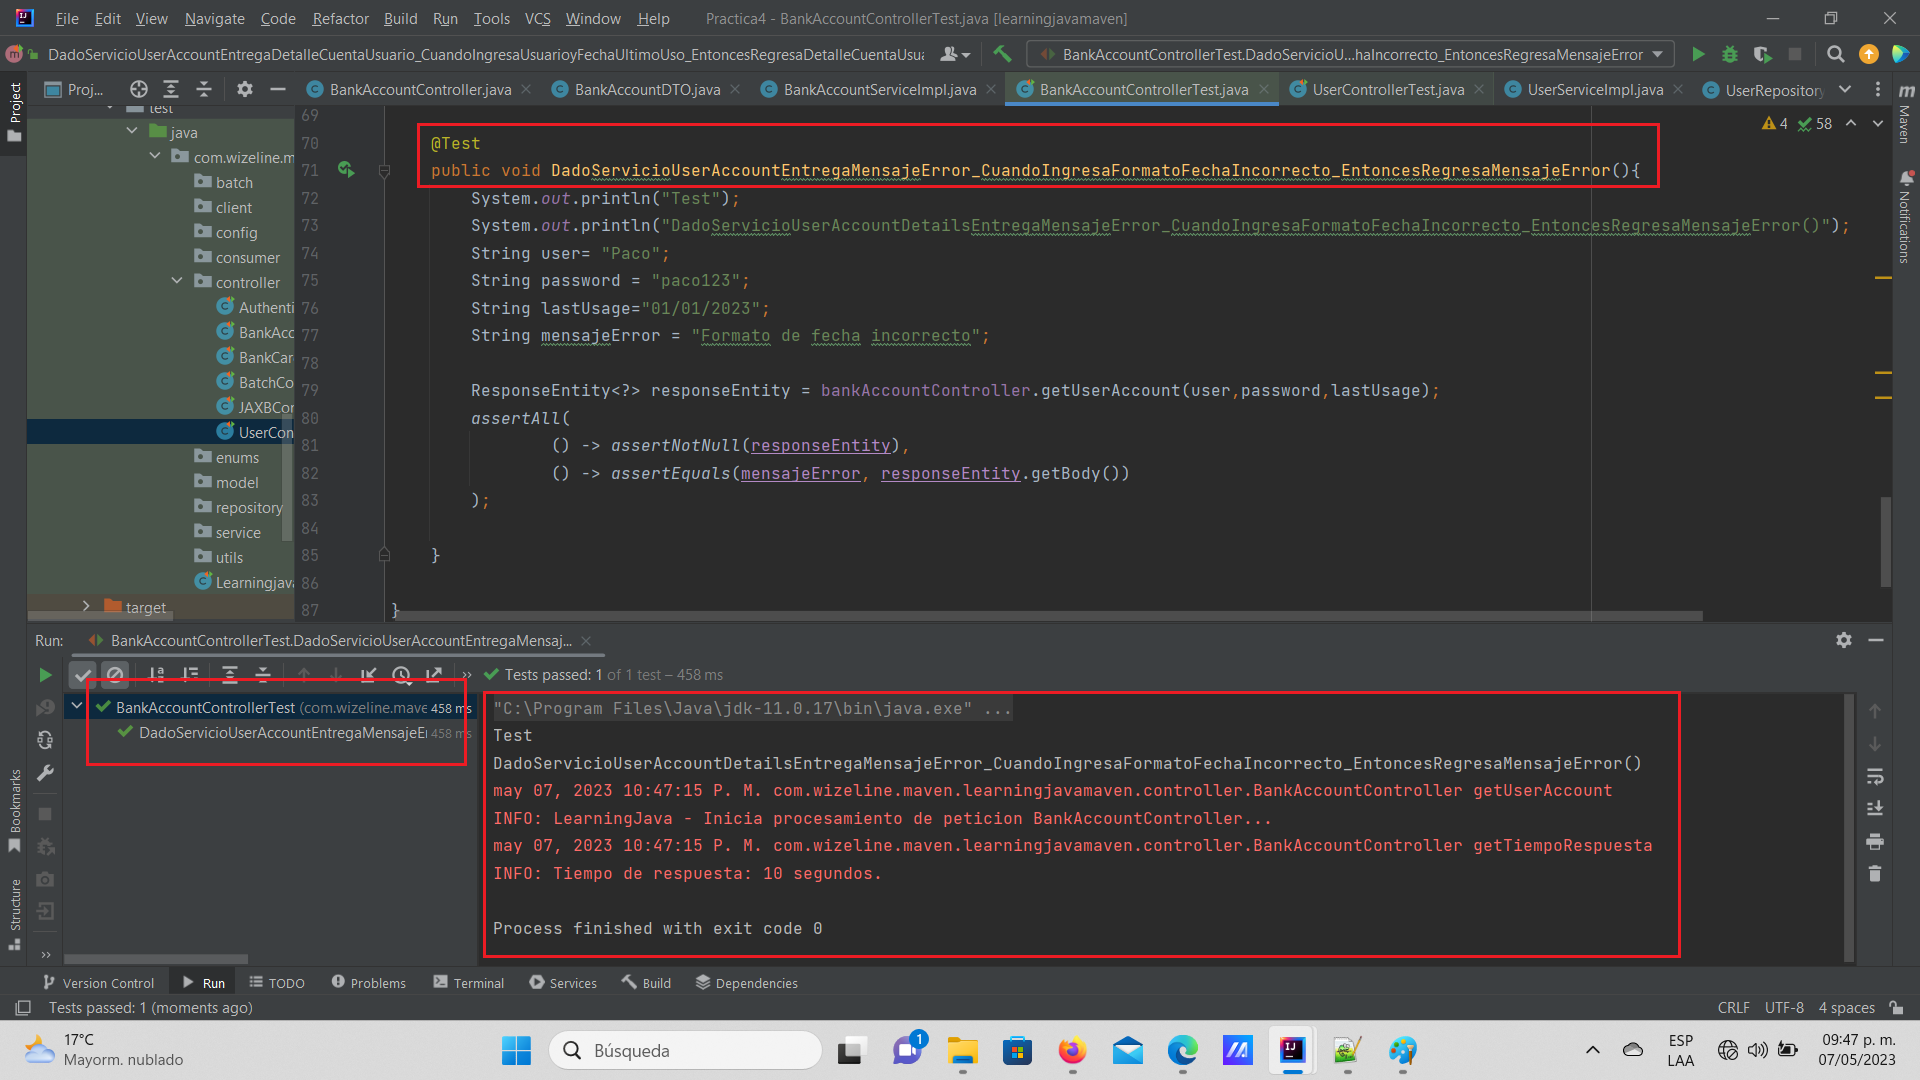 File Edit View Navigate Code Refactor Build Run Tools VCS Window Help Practica4 - BankAccountControllerTest.java [learningjavamaven]
DadoServicioUserAccountEntregaDetalleCuentaUsuario_CuandoIngresaUsuarioyFechaUltimoUso_EntoncesRegresaDetalleCuentaUsua BankAccountControllerTest.DadoServicioU...haIncorrecto_EntoncesRegresaMensajeError
Proj... BankAccountController.java BankAccountDTO.java BankAccountServiceImpl.java BankAccountControllerTest.java UserControllerTest.java UserServiceImpl.java UserRepository
Project
Maven
Notifications
Bookmarks
Structure
test
java
com.wizeline.m
batch
client
config
consumer
controller
Authenti
BankAcc
BankCar
BatchCo
JAXBCor
UserCon
enums
model
repository
service
utils
Learningjava
target
4 58
69
70 @Test
71 public void DadoServicioUserAccountEntregaMensajeError_CuandoIngresaFormatoFechaIncorrecto_EntoncesRegresaMensajeError(){
72 System.out.println("Test");
73 System.out.println("DadoServicioUserAccountDetailsEntregaMensajeError_CuandoIngresaFormatoFechaIncorrecto_EntoncesRegresaMensajeError()");
74 String user= "Paco";
75 String password = "paco123";
76 String lastUsage="01/01/2023";
77 String mensajeError = "Formato de fecha incorrecto";
78
79 ResponseEntity<?> responseEntity = bankAccountController.getUserAccount(user,password,lastUsage);
80 assertAll(
81 () -> assertNotNull(responseEntity),
82 () -> assertEquals(mensajeError, responseEntity.getBody())
83 );
84
85 }
86
87 }
Run: BankAccountControllerTest.DadoServicioUserAccountEntregaMensaj...
Tests passed: 1 of 1 test – 458 ms
BankAccountControllerTest (com.wizeline.mave 458 ms
DadoServicioUserAccountEntregaMensajeEr 458 ms
"C:\Program Files\Java\jdk-11.0.17\bin\java.exe" ...
Test
DadoServicioUserAccountDetailsEntregaMensajeError_CuandoIngresaFormatoFechaIncorrecto_EntoncesRegresaMensajeError()
may 07, 2023 10:47:15 P. M. com.wizeline.maven.learningjavamaven.controller.BankAccountController getUserAccount
INFO: LearningJava - Inicia procesamiento de peticion BankAccountController...
may 07, 2023 10:47:15 P. M. com.wizeline.maven.learningjavamaven.controller.BankAccountController getTiempoRespuesta
INFO: Tiempo de respuesta: 10 segundos.
Process finished with exit code 0
Version Control Run TODO Problems Terminal Services Build Dependencies
Tests passed: 1 (moments ago) CRLF UTF-8 4 spaces
17°C
Mayorm. nublado
Búsqueda
1
ESP
LAA
09:47 p. m.
07/05/2023